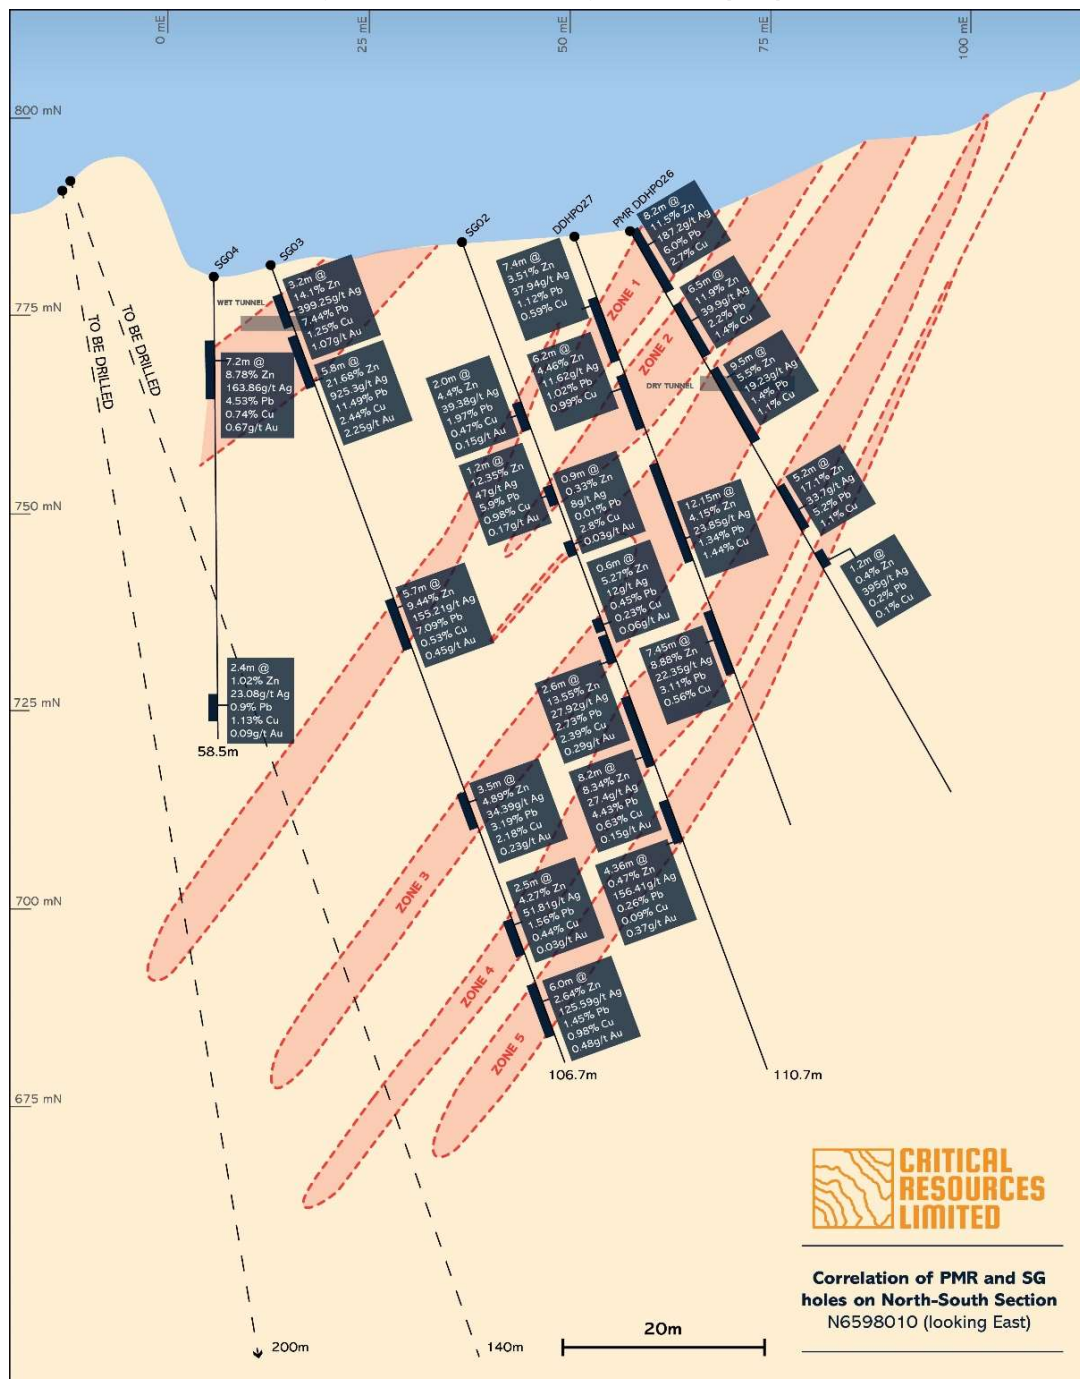 0 mE
25 mE
50 mE
75 mE
100 mE
800 mN
775 mN
750 mN
725 mN
700 mN
675 mN
TO BE DRILLED
TO BE DRILLED
SG04
SG03
SG02
DDHP027
PMR DDHP026
WET TUNNEL
DRY TUNNEL
ZONE 1
ZONE 2
ZONE 3
ZONE 4
ZONE 5
7.2m @
8.78% Zn
163.86g/t Ag
4.53% Pb
0.74% Cu
0.67g/t Au
2.4m @
1.02% Zn
23.08g/t Ag
0.9% Pb
1.13% Cu
0.09g/t Au
58.5m
3.2m @
14.1% Zn
399.25g/t Ag
7.44% Pb
1.25% Cu
1.07g/t Au
5.8m @
21.68% Zn
925.3g/t Ag
11.49% Pb
2.44% Cu
2.25g/t Au
5.7m @
9.44% Zn
155.21g/t Ag
7.09% Pb
0.53% Cu
0.45g/t Au
3.5m @
4.89% Zn
34.39g/t Ag
3.19% Pb
2.18% Cu
0.23g/t Au
2.5m @
4.27% Zn
51.81g/t Ag
1.56% Pb
0.44% Cu
0.03g/t Au
6.0m @
2.64% Zn
125.59g/t Ag
1.45% Pb
0.98% Cu
0.48g/t Au
106.7m
2.0m @
4.4% Zn
39.38g/t Ag
1.97% Pb
0.47% Cu
0.15g/t Au
1.2m @
12.35% Zn
47g/t Ag
5.9% Pb
0.98% Cu
0.17g/t Au
0.9m @
0.33% Zn
8g/t Ag
0.01% Pb
2.8% Cu
0.03g/t Au
0.6m @
5.27% Zn
12g/t Ag
0.45% Pb
0.23% Cu
0.06g/t Au
2.6m @
13.55% Zn
27.92g/t Ag
2.73% Pb
2.39% Cu
0.29g/t Au
8.2m @
8.34% Zn
27.4g/t Ag
4.43% Pb
0.63% Cu
0.15g/t Au
4.36m @
0.47% Zn
156.41g/t Ag
0.26% Pb
0.09% Cu
0.37g/t Au
110.7m
7.4m @
3.51% Zn
37.94g/t Ag
1.12% Pb
0.59% Cu
6.2m @
4.46% Zn
11.62g/t Ag
1.02% Pb
0.99% Cu
12.15m @
4.15% Zn
23.85g/t Ag
1.34% Pb
1.44% Cu
7.45m @
8.88% Zn
22.35g/t Ag
3.11% Pb
0.56% Cu
8.2m @
11.5% Zn
187.2g/t Ag
6.0% Pb
2.7% Cu
6.5m @
11.9% Zn
39.9g/t Ag
2.2% Pb
1.4% Cu
9.5m @
5.5% Zn
19.23g/t Ag
1.4% Pb
1.1% Cu
5.2m @
17.1% Zn
33.7g/t Ag
5.2% Pb
1.1% Cu
1.2m @
0.4% Zn
395g/t Ag
0.2% Pb
0.1% Cu
200m
140m
20m
CRITICAL
RESOURCES
LIMITED
Correlation of PMR and SG
holes on North-South Section
N6598010 (looking East)